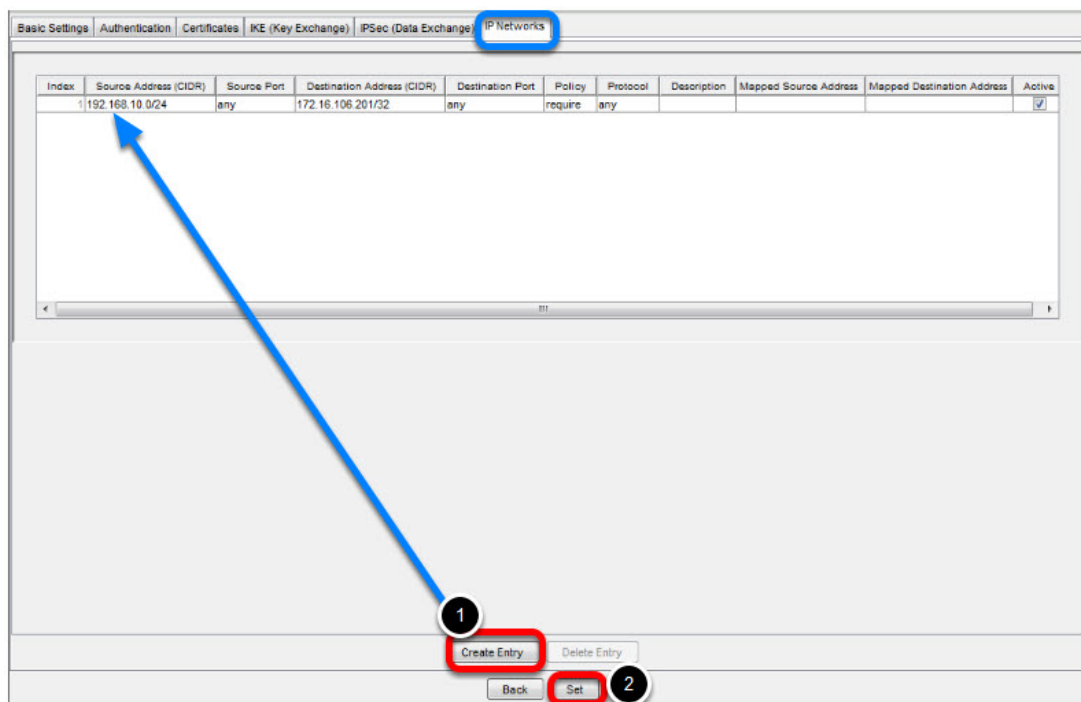 Basic Settings Authentication Certificates IKE (Key Exchange) IPSec (Data Exchange) IP Networks
Index Source Address (CIDR) Source Port Destination Address (CIDR) Destination Port Policy Protocol Description Mapped Source Address Mapped Destination Address Active
1 192.168.10.0/24 any 172.16.106.201/32 any require any
1
Create Entry Delete Entry
Back Set 2